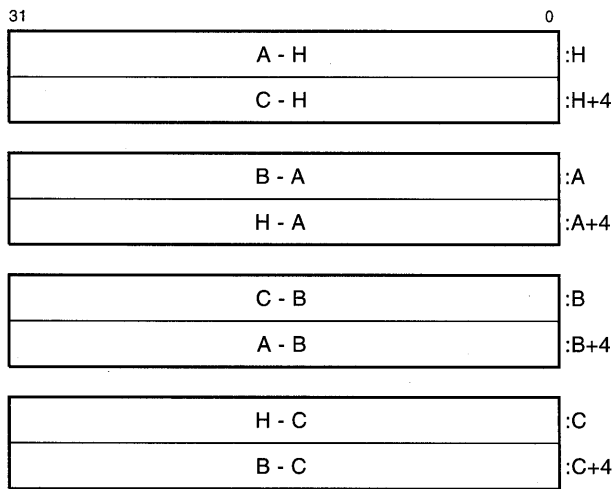 31 0
A - H :H
C - H :H+4
B - A :A
H - A :A+4
C - B :B
A - B :B+4
H - C :C
B - C :C+4